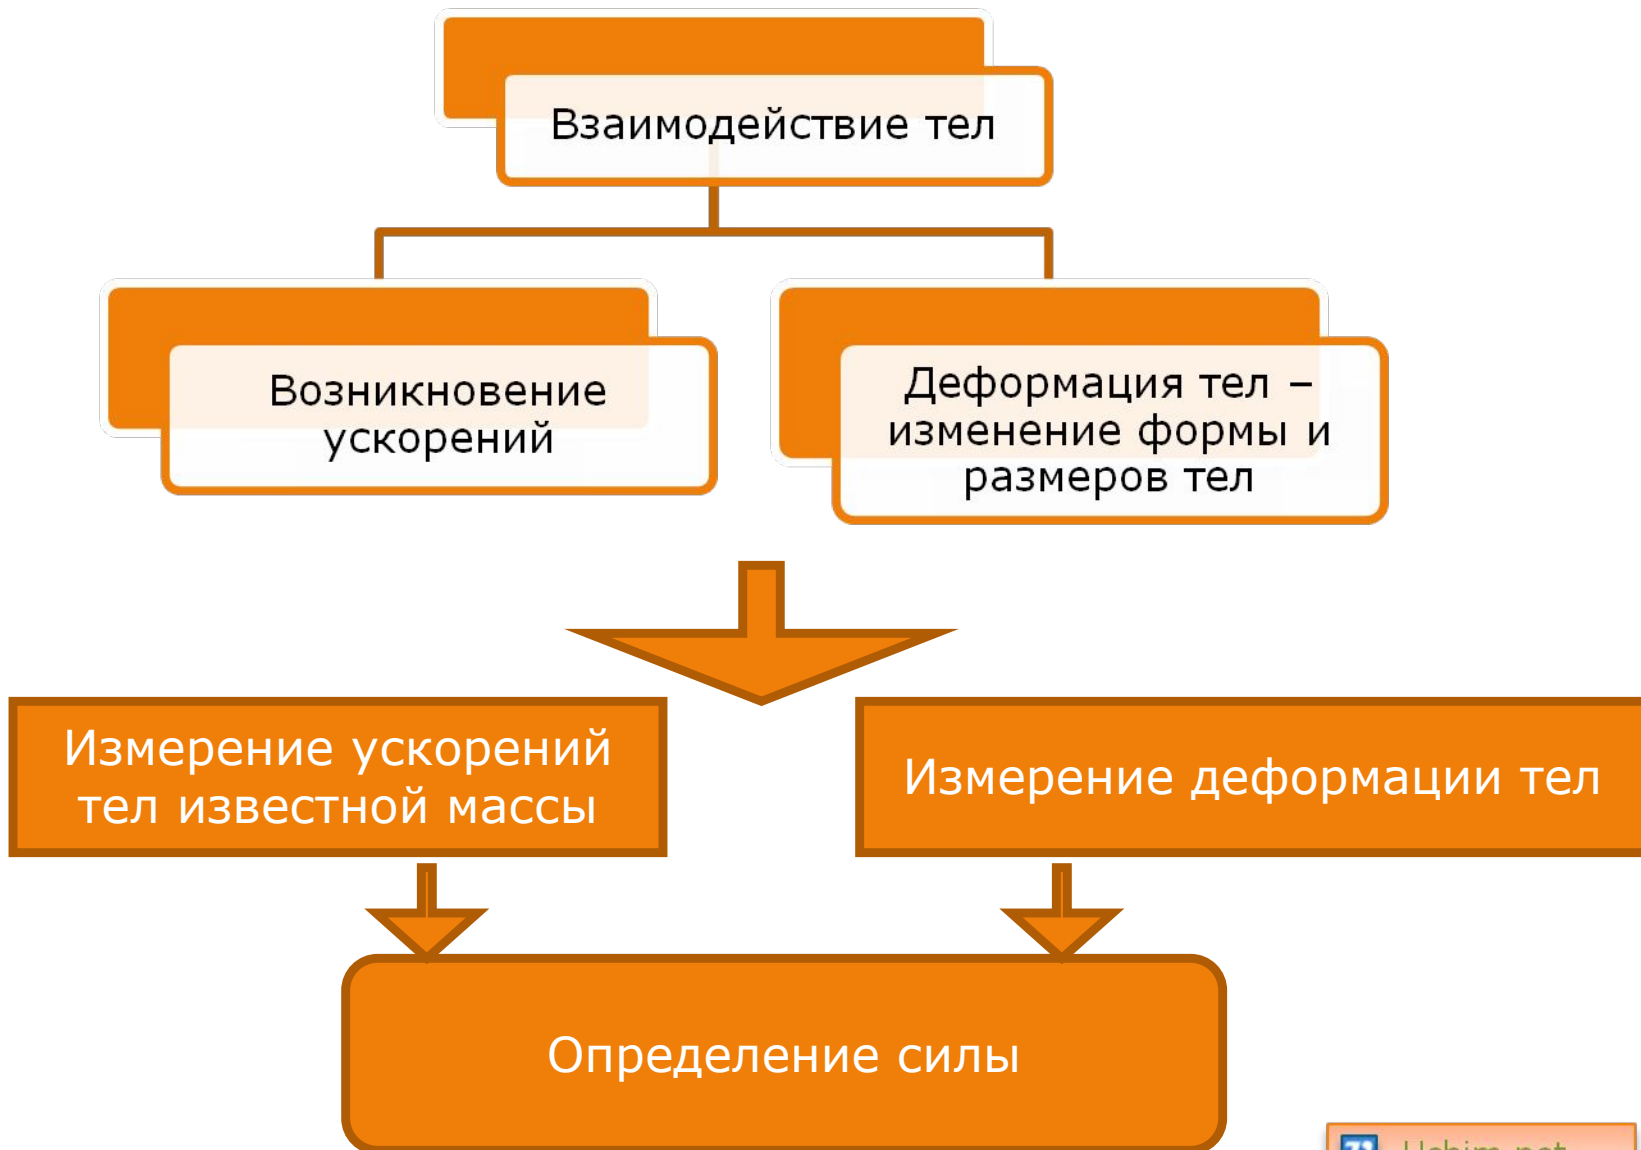 Взаимодействие тел
Возникновение
ускорений
Деформация тел –
изменение формы и
размеров тел
Измерение ускорений
тел известной массы
Измерение деформации тел
Определение силы